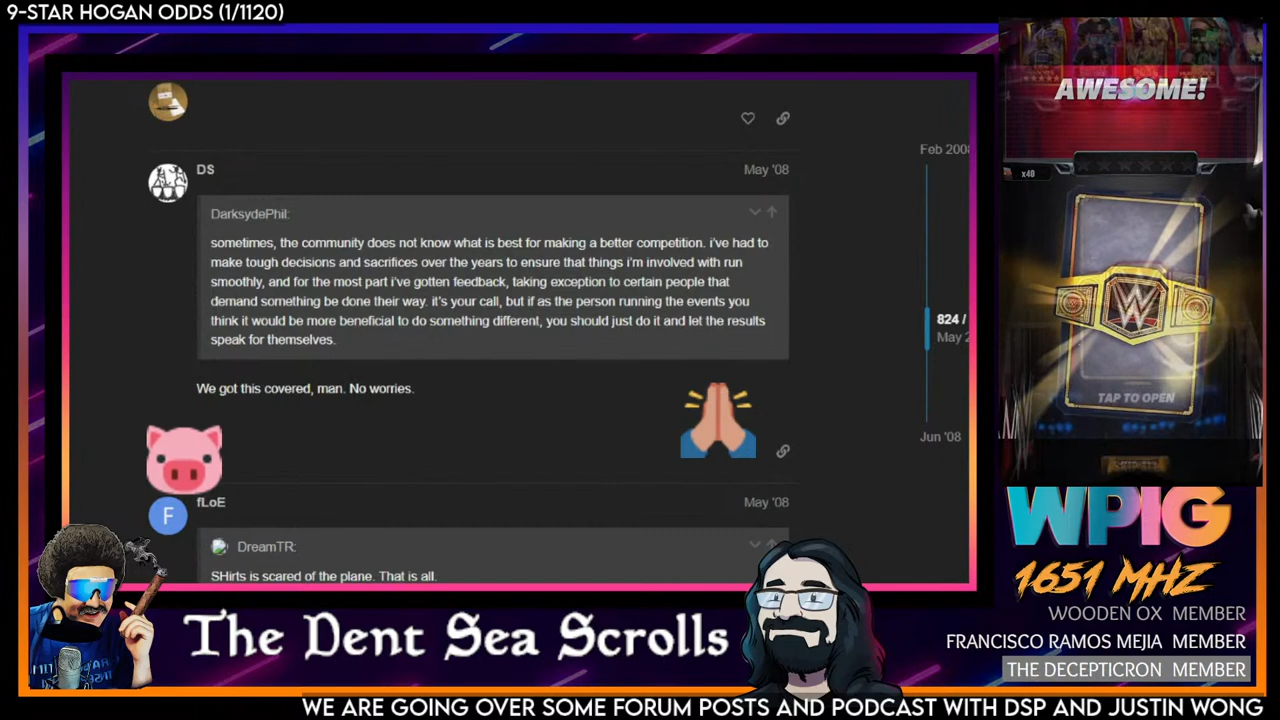 9-STAR HOGAN ODDS (1/1120)
DS
May '08
DarksydePhil:
sometimes, the community does not know what is best for making a better competition. i've had to
make tough decisions and sacrifices over the years to ensure that things i'm involved with run
smoothly, and for the most part i've gotten feedback, taking exception to certain people that
demand something be done their way. it's your call, but if as the person running the events you
think it would be more beneficial to do something different, you should just do it and let the results
speak for themselves.
We got this covered, man. No worries.
F
fLoE
May '08
DreamTR:
SHirts is scared of the plane. That is all.
Feb 2008
824 /
May 2
Jun '08
AWESOME!
x40
W
TAP TO OPEN
WPIG
1651 MHZ
WOODEN OX MEMBER
FRANCISCO RAMOS MEJIA MEMBER
THE DECEPTICRON MEMBER
The Dent Sea Scrolls
WE ARE GOING OVER SOME FORUM POSTS AND PODCAST WITH DSP AND JUSTIN WONG